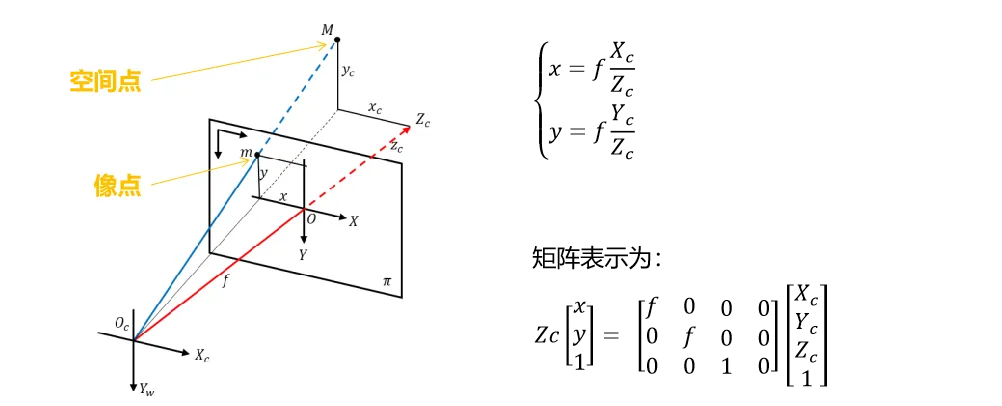 M
空间点
y_c
x_c
Z_c
z_c
m
y
像点
x
O
X
Y
f
π
O_c
X_c
Y_w
x = f X_c / Z_c
y = f Y_c / Z_c
矩阵表示为：
Zc [x y 1] = [f 0 0 0; 0 f 0 0; 0 0 1 0] [X_c Y_c Z_c 1]